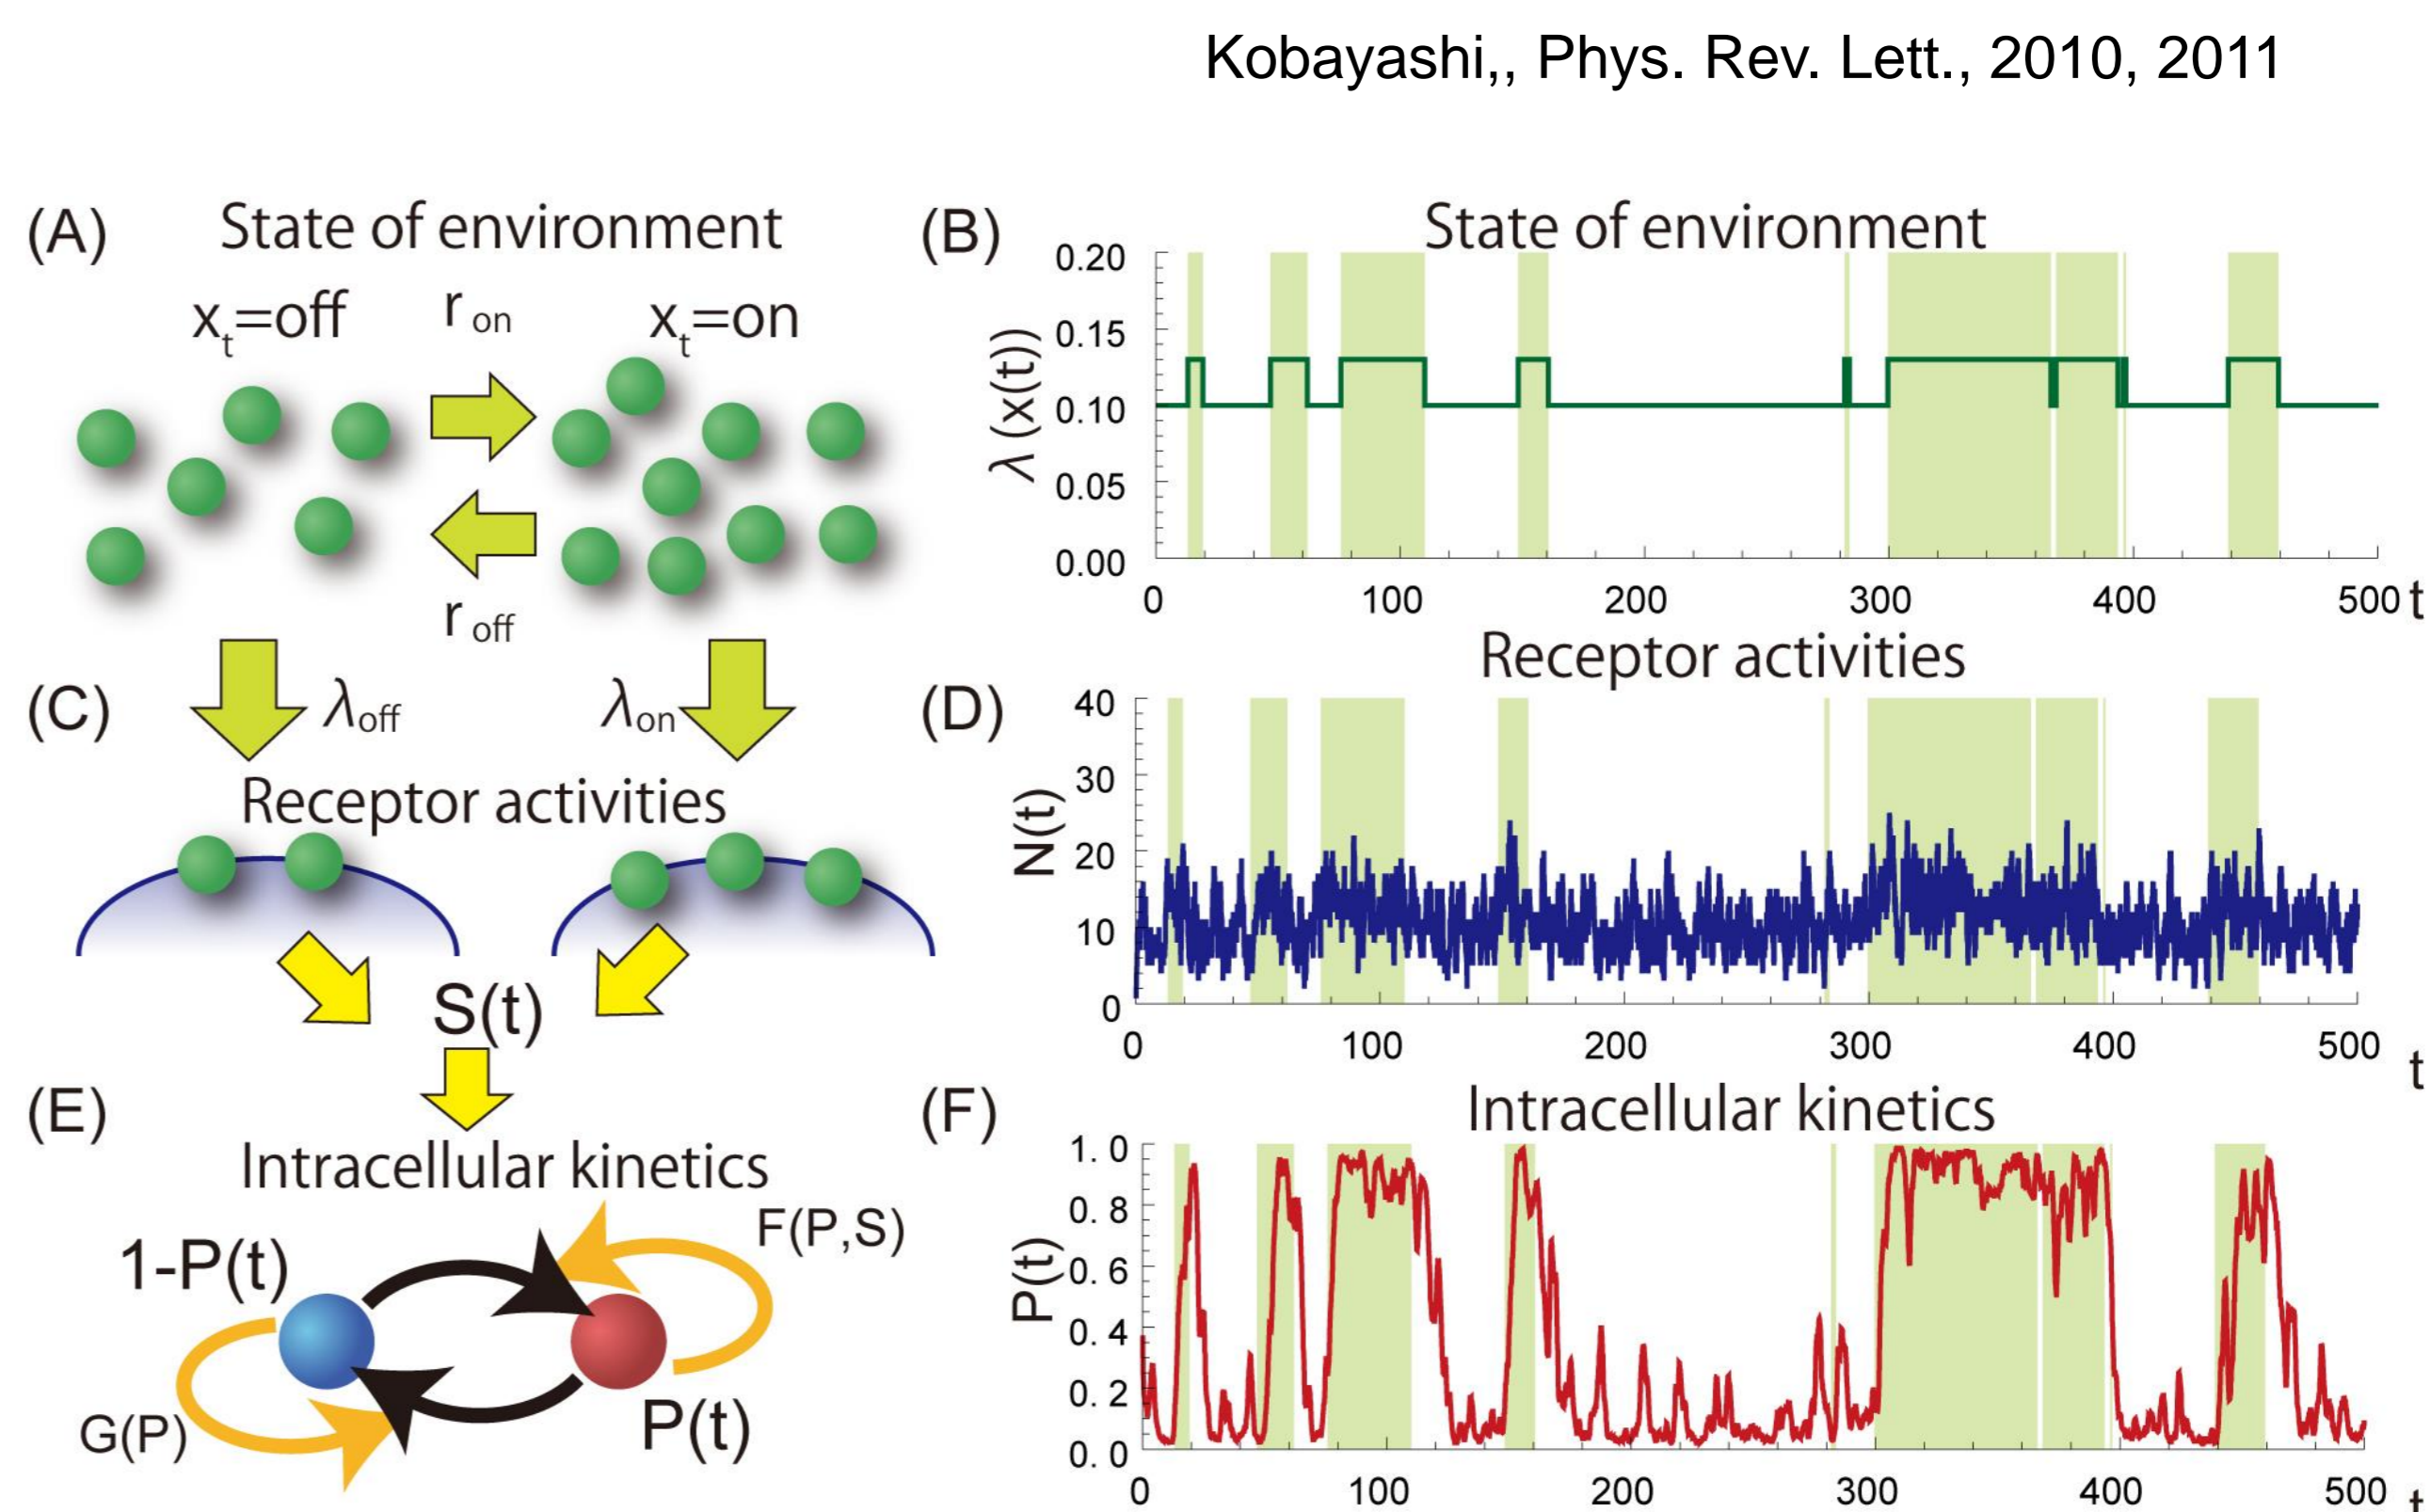 Kobayashi,, Phys. Rev. Lett., 2010, 2011
(A)
State of environment
x_t=off
r on
x_t=on
r off
(C)
λoff
λon
Receptor activities
S(t)
(E)
Intracellular kinetics
1-P(t)
F(P,S)
G(P)
P(t)
(B)
State of environment
λ (x(t))
0.20
0.15
0.10
0.05
0.00
0 100 200 300 400 500 t
(D)
Receptor activities
N(t)
40
30
20
10
0
0 100 200 300 400 500 t
(F)
Intracellular kinetics
P(t)
1.0
0.8
0.6
0.4
0.2
0.0
0 100 200 300 400 500 t